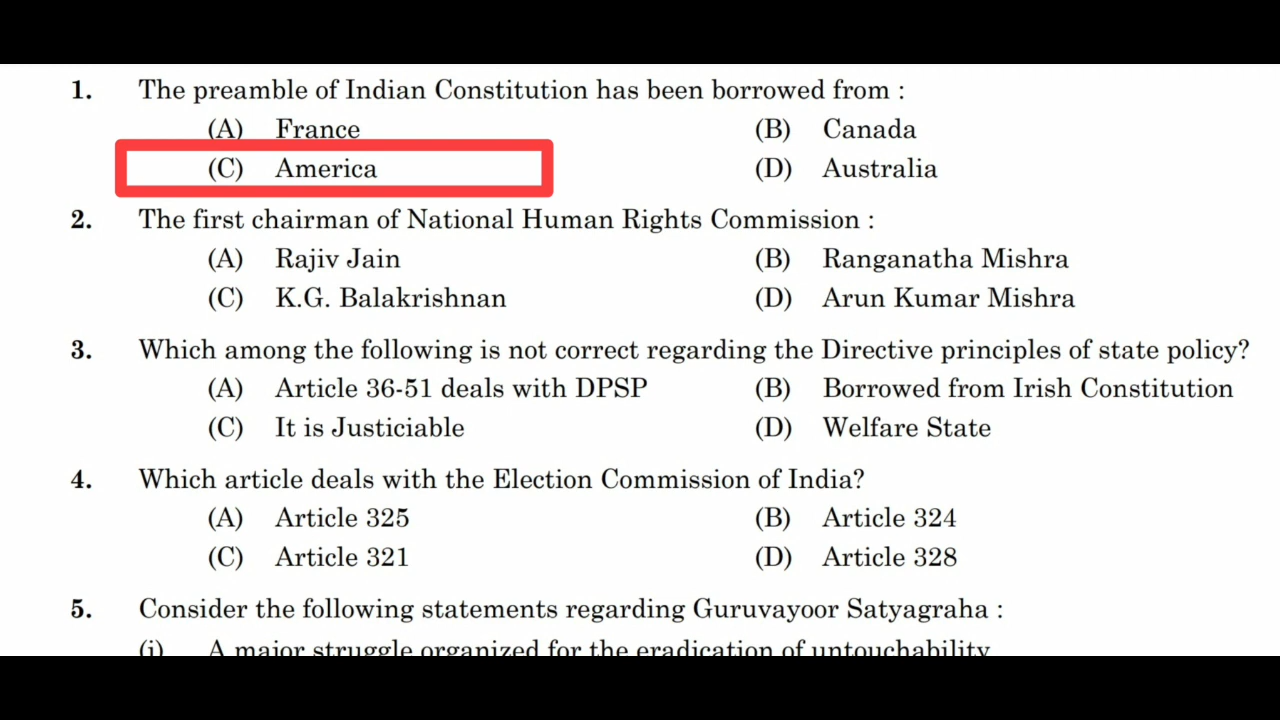 1. The preamble of Indian Constitution has been borrowed from :
(A) France (B) Canada
(C) America (D) Australia
2. The first chairman of National Human Rights Commission :
(A) Rajiv Jain (B) Ranganatha Mishra
(C) K.G. Balakrishnan (D) Arun Kumar Mishra
3. Which among the following is not correct regarding the Directive principles of state policy?
(A) Article 36-51 deals with DPSP (B) Borrowed from Irish Constitution
(C) It is Justiciable (D) Welfare State
4. Which article deals with the Election Commission of India?
(A) Article 325 (B) Article 324
(C) Article 321 (D) Article 328
5. Consider the following statements regarding Guruvayoor Satyagraha :
(i) A major struggle organized for the eradication of untouchability